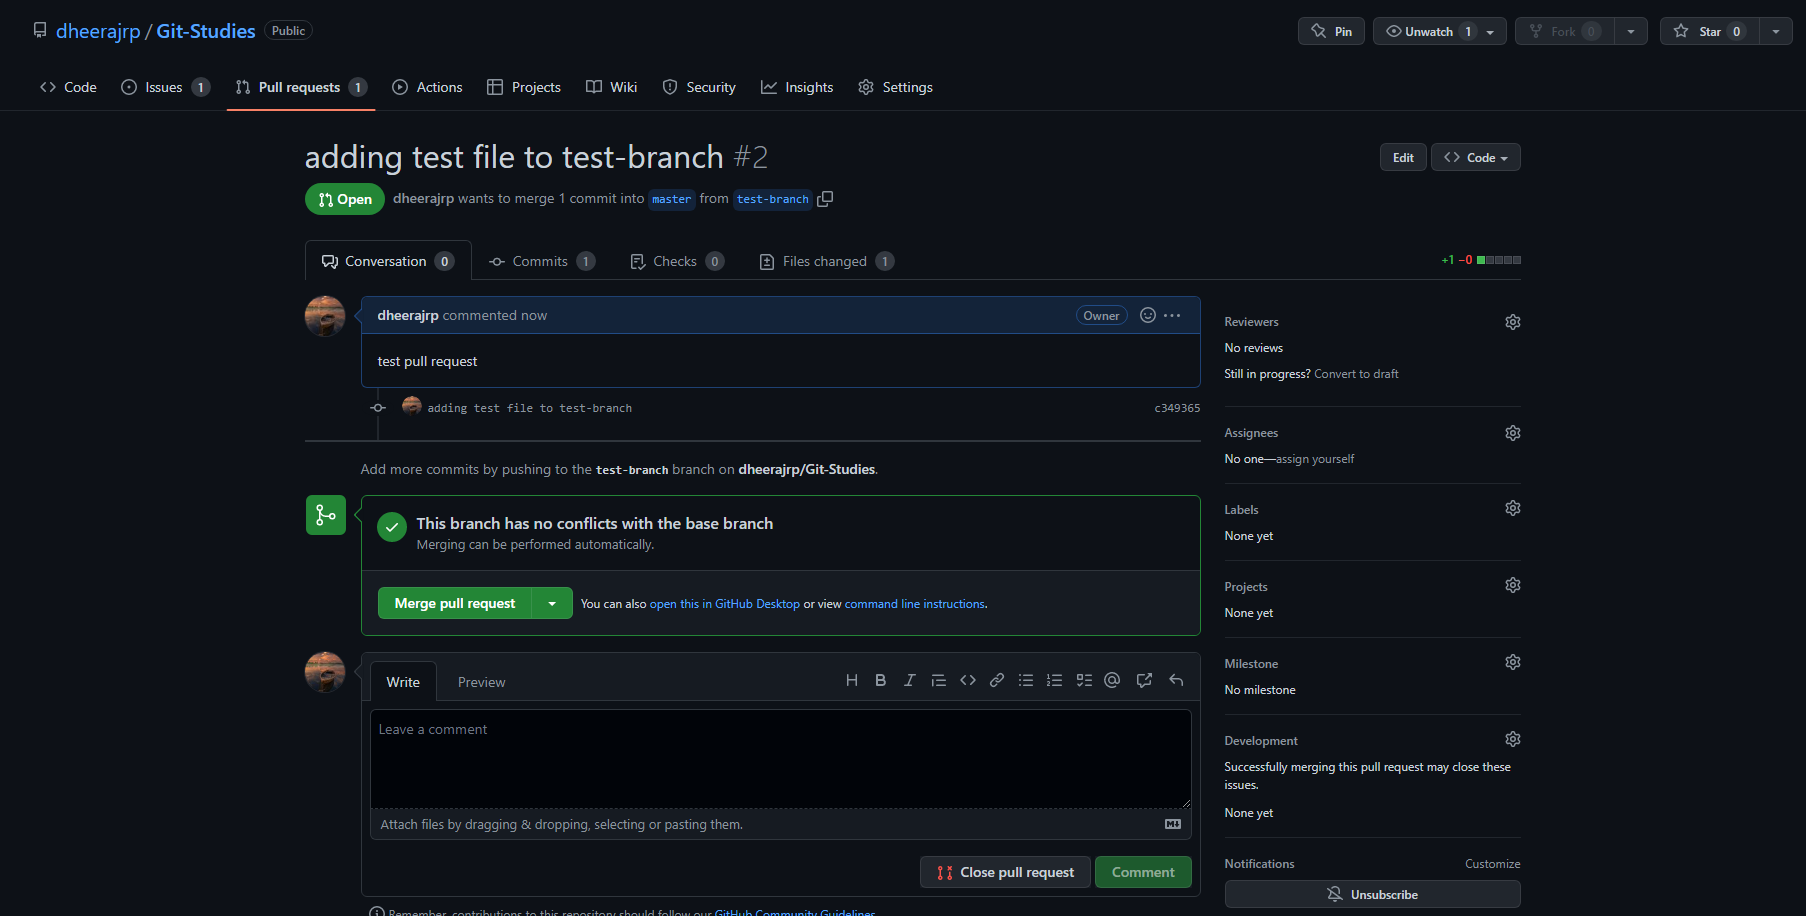 dheerajrp / Git-Studies Public
Pin Unwatch 1 Fork 0 Star 0
Code Issues 1 Pull requests 1 Actions Projects Wiki Security Insights Settings
adding test file to test-branch #2
Edit Code
Open dheerajrp wants to merge 1 commit into master from test-branch
Conversation 0 Commits 1 Checks 0 Files changed 1
+1 −0
dheerajrp commented now
Owner
test pull request
adding test file to test-branch
c349365
Add more commits by pushing to the test-branch branch on dheerajrp/Git-Studies.
This branch has no conflicts with the base branch
Merging can be performed automatically.
Merge pull request
You can also open this in GitHub Desktop or view command line instructions.
Write Preview
Leave a comment
Attach files by dragging & dropping, selecting or pasting them.
Close pull request Comment
Remember, contributions to this repository should follow our GitHub Community Guidelines.
Reviewers
No reviews
Still in progress? Convert to draft
Assignees
No one—assign yourself
Labels
None yet
Projects
None yet
Milestone
No milestone
Development
Successfully merging this pull request may close these
issues.
None yet
Notifications Customize
Unsubscribe